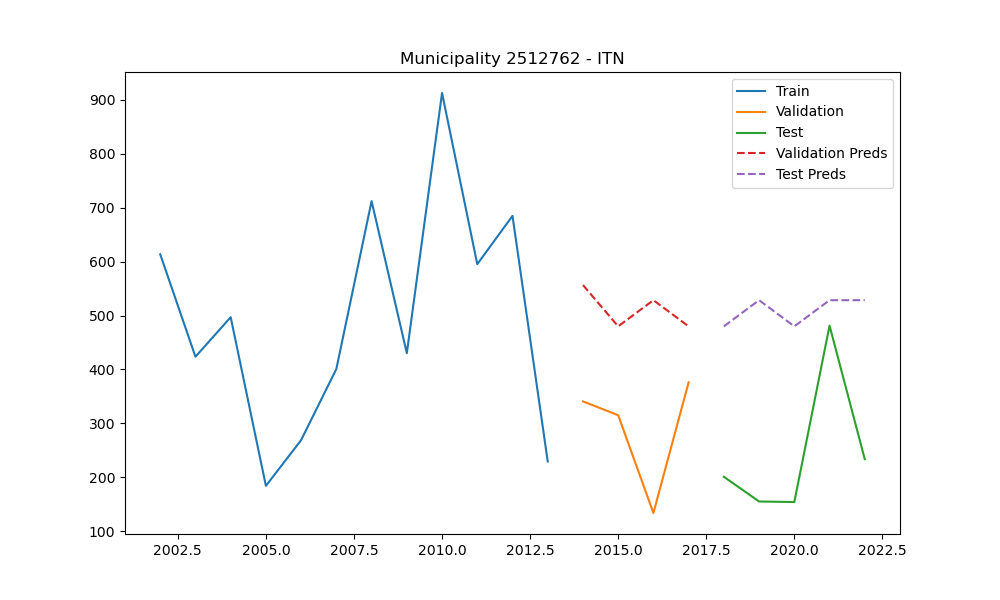 Municipality 2512762 - ITN
Train
Validation
Test
Validation Preds
Test Preds
900
800
700
600
500
400
300
200
100
2002.5 2005.0 2007.5 2010.0 2012.5 2015.0 2017.5 2020.0 2022.5